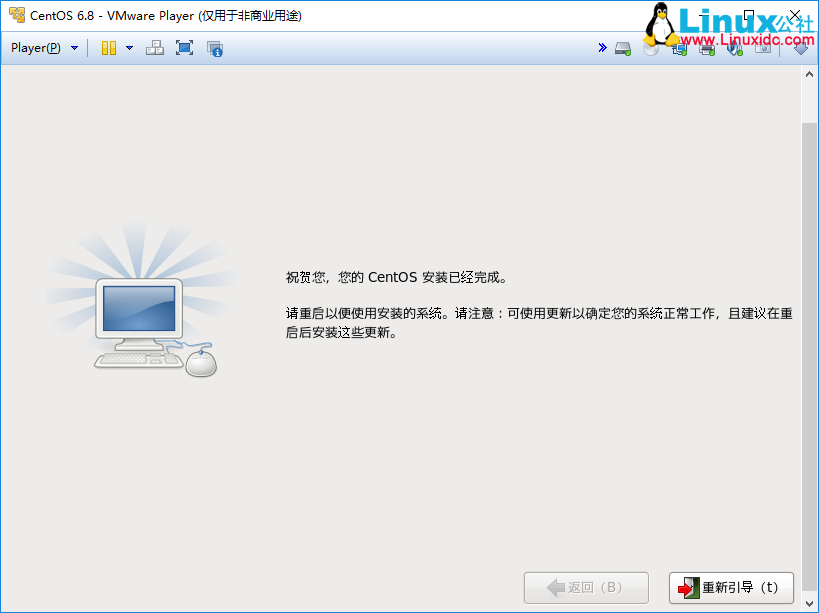 CentOS 6.8 - VMware Player (仅用于非商业用途)
Linux公社
www.Linuxidc.com
Player(P)
祝贺您，您的 CentOS 安装已经完成。
请重启以便使用安装的系统。请注意：可使用更新以确定您的系统正常工作，且建议在重
启后安装这些更新。
返回（B）
重新引导（t）